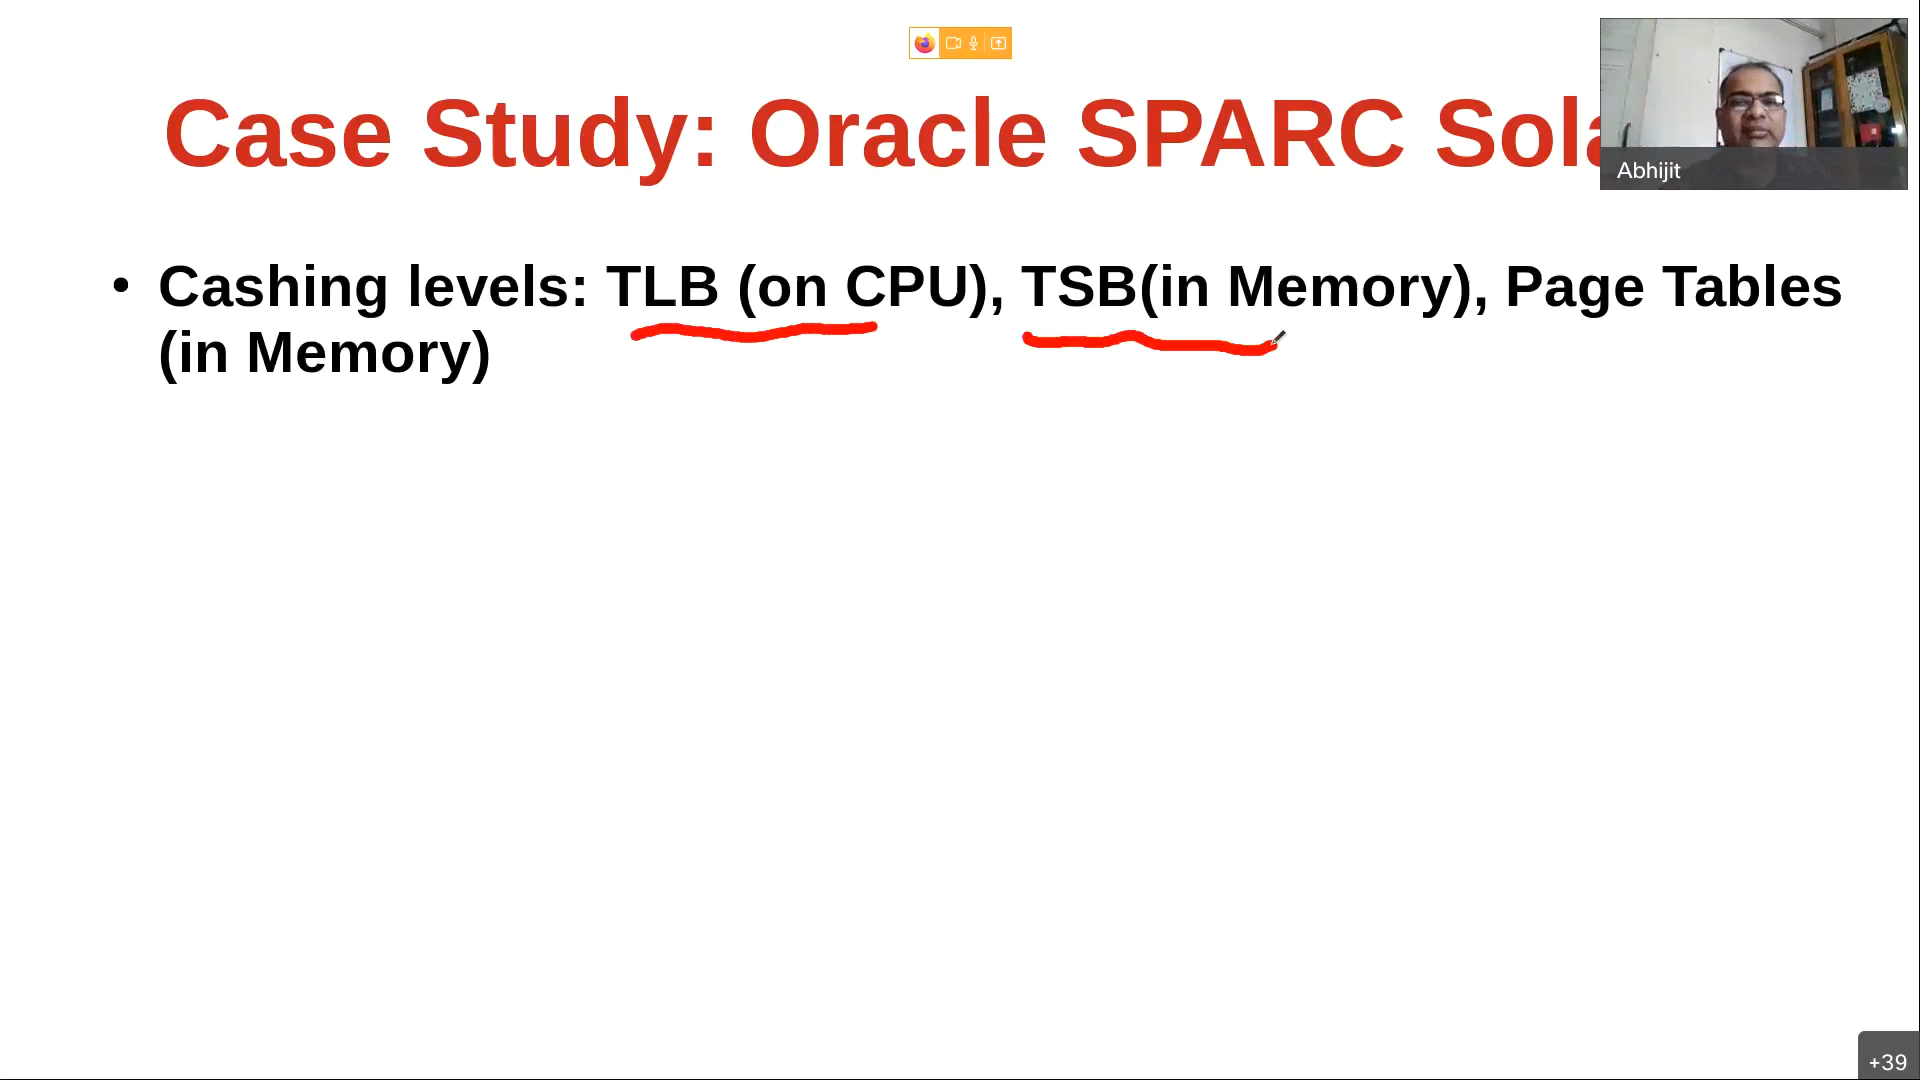 Case Study: Oracle SPARC Sola
Abhijit
• Cashing levels: TLB (on CPU), TSB(in Memory), Page Tables
(in Memory)
+39